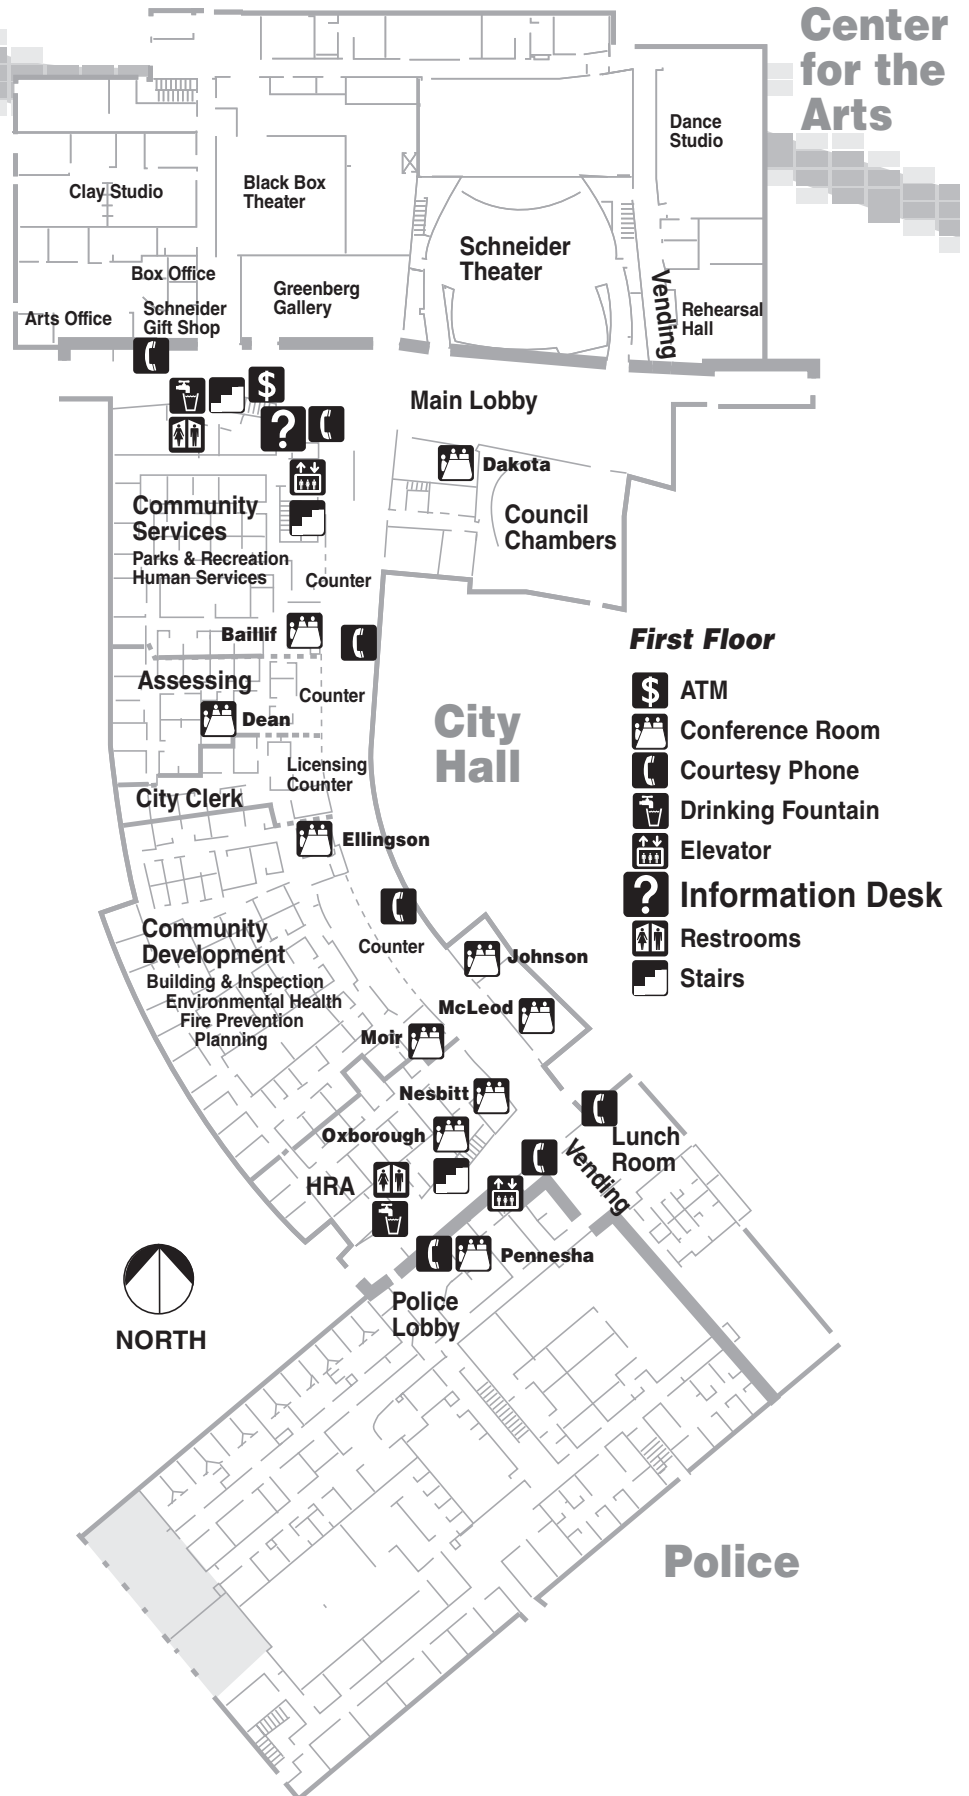 Center
for the
Arts
Dance
Studio
Clay Studio
Black Box
Theater
Schneider
Theater
Box Office
Greenberg
Gallery
Vending
Arts Office
Schneider
Gift Shop
Rehearsal
Hall
$
?
Main Lobby
Dakota
Community
Services
Parks & Recreation
Human Services
Council
Chambers
Counter
Baillif
First Floor
$ ATM
Conference Room
Courtesy Phone
Drinking Fountain
Elevator
? Information Desk
Restrooms
Stairs
Assessing
Counter
Dean
City
Hall
Licensing
Counter
City Clerk
Ellingson
Community
Development
Building & Inspection
Environmental Health
Fire Prevention
Planning
Counter
Johnson
McLeod
Moir
Nesbitt
Oxborough
Lunch
Room
Vending
HRA
Pennesha
NORTH
Police
Lobby
Police